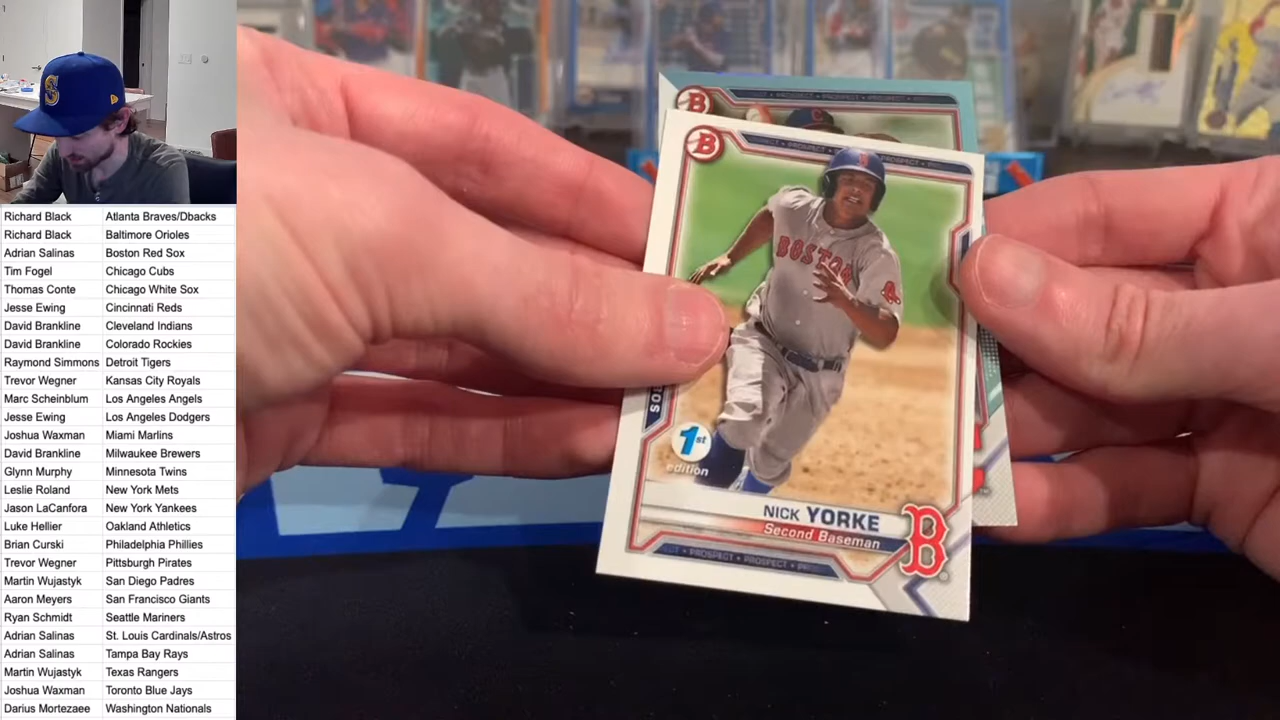 Richard Black Atlanta Braves/Dbacks
Richard Black Baltimore Orioles
Adrian Salinas Boston Red Sox
Tim Fogel Chicago Cubs
Thomas Conte Chicago White Sox
Jesse Ewing Cincinnati Reds
David Brankline Cleveland Indians
David Brankline Colorado Rockies
Raymond Simmons Detroit Tigers
Trevor Wegner Kansas City Royals
Marc Scheinblum Los Angeles Angels
Jesse Ewing Los Angeles Dodgers
Joshua Waxman Miami Marlins
David Brankline Milwaukee Brewers
Glynn Murphy Minnesota Twins
Leslie Roland New York Mets
Jason LaCanfora New York Yankees
Luke Hellier Oakland Athletics
Brian Curski Philadelphia Phillies
Trevor Wegner Pittsburgh Pirates
Martin Wujastyk San Diego Padres
Aaron Meyers San Francisco Giants
Ryan Schmidt Seattle Mariners
Adrian Salinas St. Louis Cardinals/Astros
Adrian Salinas Tampa Bay Rays
Martin Wujastyk Texas Rangers
Joshua Waxman Toronto Blue Jays
Darius Mortezaee Washington Nationals
S
B
PROSPECT • PROSPECT • PROSPECT
C
B
PROSPECT
PROSPECT
B
BOSTON
1st
edition
NICK YORKE
Second Baseman
B
PROSPECT • PROSPECT